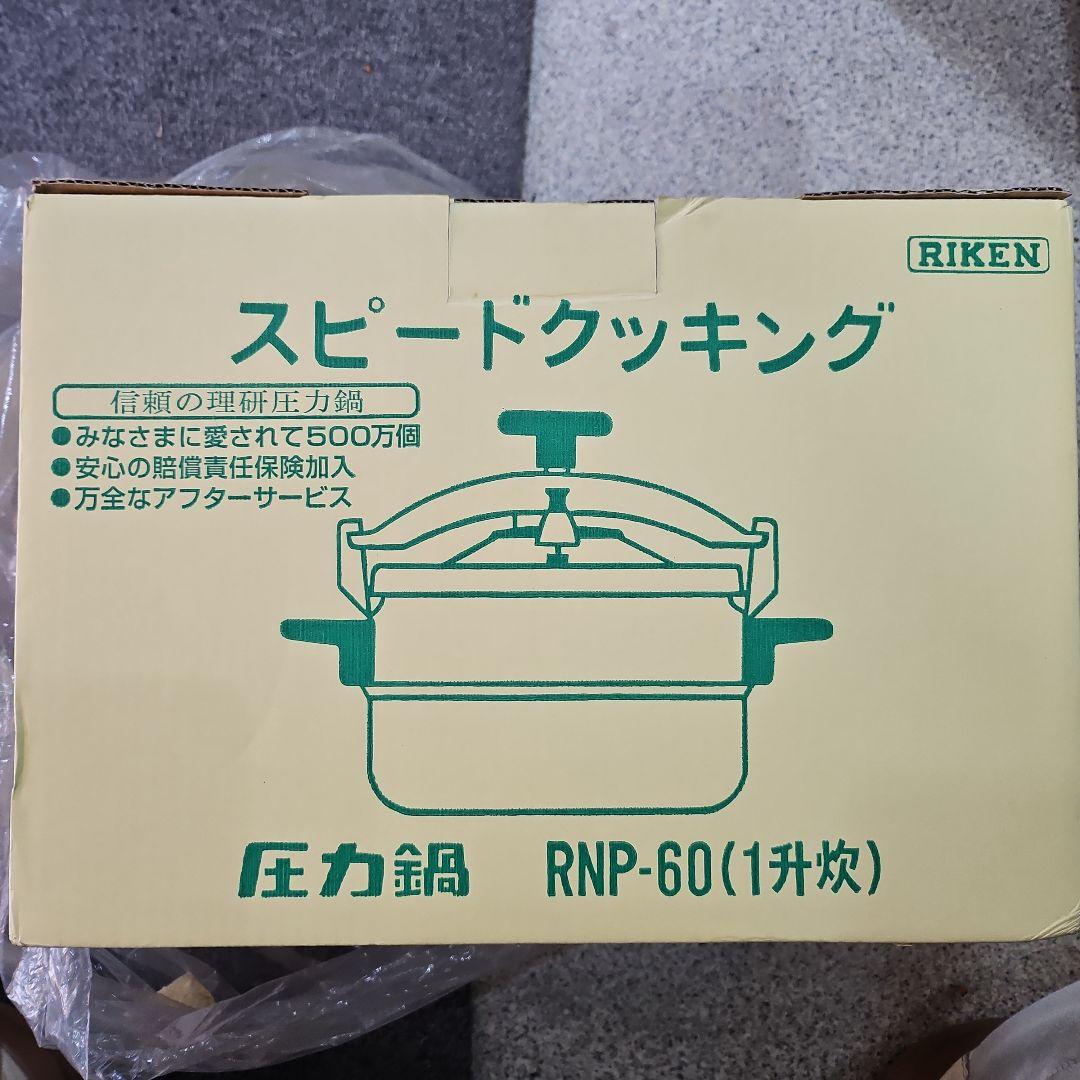 RIKEN
スピードクッキング
信頼の理研圧力鍋
●みなさまに愛されて500万個
●安心の賠償責任保険加入
●万全なアフターサービス
圧力鍋 RNP-60(1升炊)